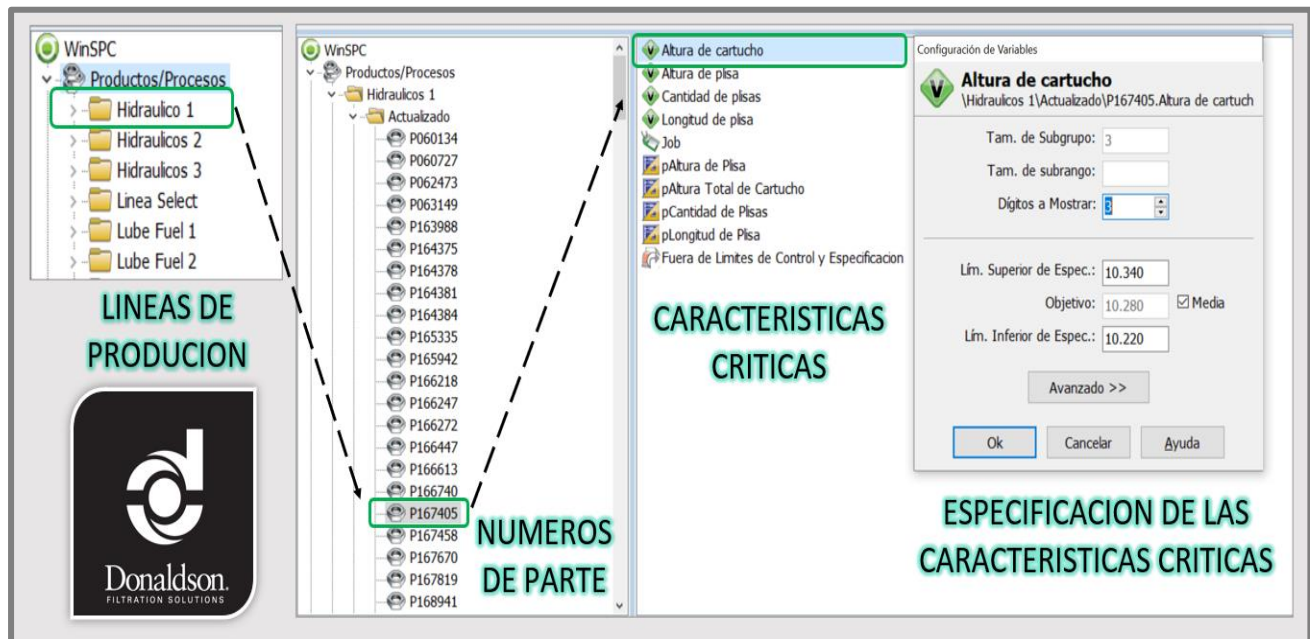 WinSPC
Productos/Procesos
Hidraulico 1
Hidraulicos 2
Hidraulicos 3
Linea Select
Lube Fuel 1
Lube Fuel 2
LINEAS DE
PRODUCION
Donaldson.
FILTRATION SOLUTIONS
WinSPC
Productos/Procesos
Hidraulicos 1
Actualizado
P060134
P060727
P062473
P063149
P163988
P164375
P164378
P164381
P164384
P165335
P165942
P166218
P166247
P166272
P166447
P166613
P166740
P167405
P167458
P167670
P167819
P168941
NUMEROS
DE PARTE
Altura de cartucho
Altura de plisa
Cantidad de plisas
Longitud de plisa
Job
pAltura de Plisa
pAltura Total de Cartucho
pCantidad de Plisas
pLongitud de Plisa
Fuera de Limites de Control y Especificacion
CARACTERISTICAS
CRITICAS
Configuración de Variables
Altura de cartucho
\Hidraulicos 1\Actualizado\P167405.Altura de cartuch
Tam. de Subgrupo: 3
Tam. de subrango:
Dígitos a Mostrar: 3
Lím. Superior de Espec.: 10.340
Objetivo: 10.280 Media
Lím. Inferior de Espec.: 10.220
Avanzado >>
Ok Cancelar Ayuda
ESPECIFICACION DE LAS
CARACTERISTICAS CRITICAS